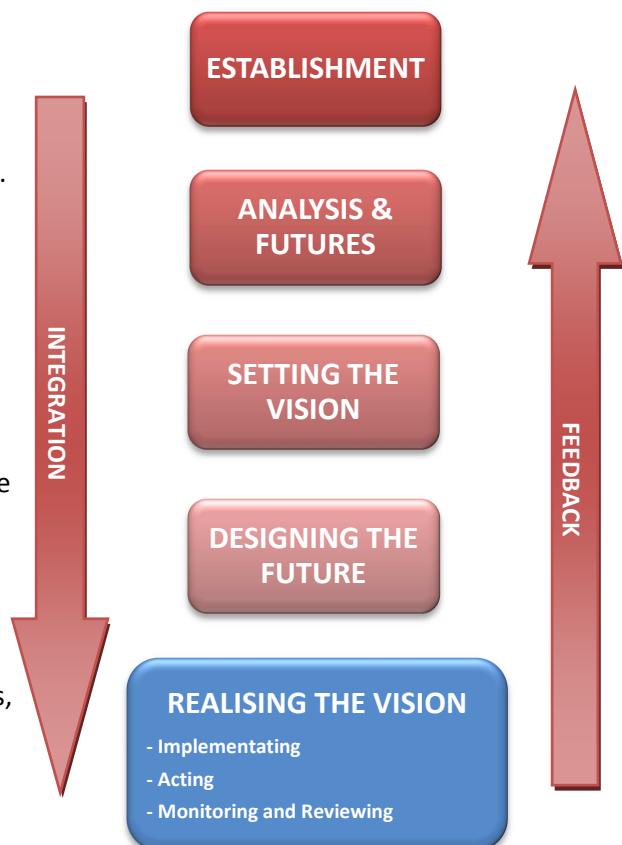 ESTABLISHMENT
.
ANALYSIS &
FUTURES
INTEGRATION
SETTING THE
VISION
FEEDBACK
e
DESIGNING THE
FUTURE
s,
REALISING THE VISION
- Implementating
- Acting
- Monitoring and Reviewing